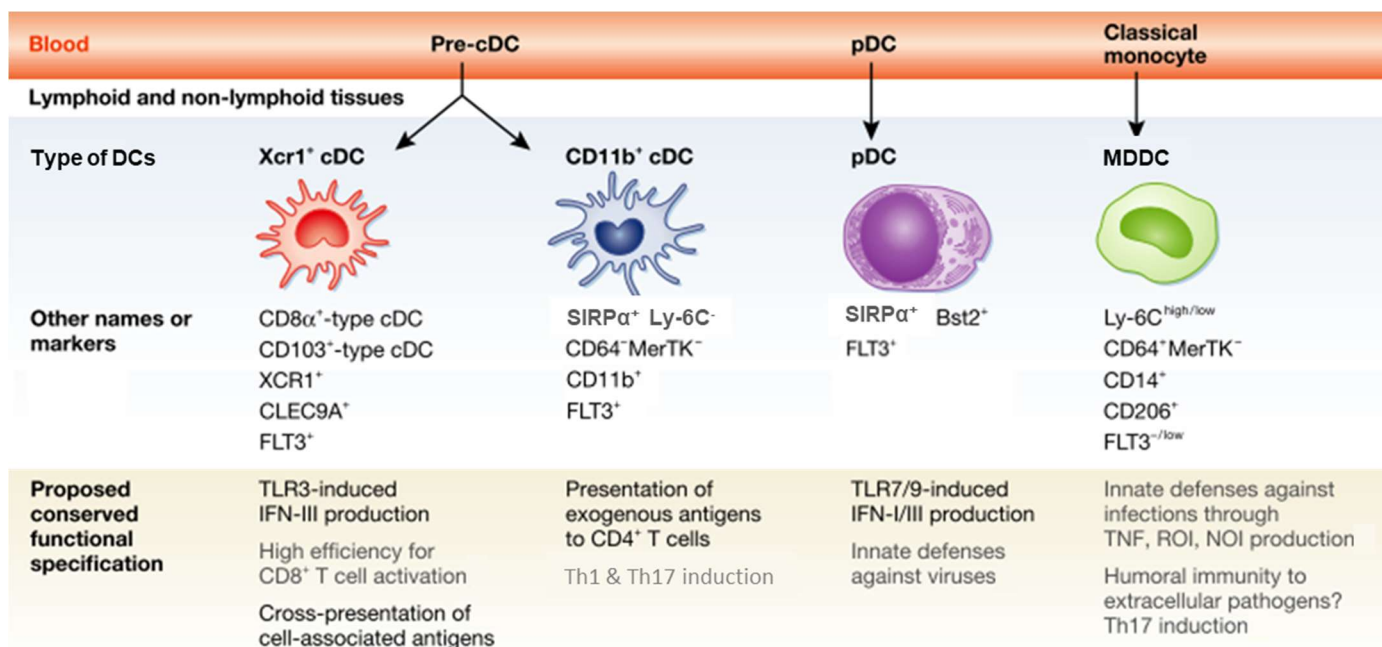 Blood
Pre-cDC
pDC
Classical
monocyte
Lymphoid and non-lymphoid tissues
Type of DCs
Xcr1⁺ cDC
CD11b⁺ cDC
pDC
MDDC
Other names or
markers
CD8α⁺-type cDC
CD103⁺-type cDC
XCR1⁺
CLEC9A⁺
FLT3⁺
SIRPα⁺ Ly-6C⁻
CD64⁻MerTK⁻
CD11b⁺
FLT3⁺
SIRPα⁺ Bst2⁺
FLT3⁺
Ly-6C^high/low
CD64⁺MerTK⁻
CD14⁺
CD206⁺
FLT3^−/low
Proposed
conserved
functional
specification
TLR3-induced
IFN-III production
High efficiency for
CD8⁺ T cell activation
Cross-presentation of
cell-associated antigens
Presentation of
exogenous antigens
to CD4⁺ T cells
Th1 & Th17 induction
TLR7/9-induced
IFN-I/III production
Innate defenses
against viruses
Innate defenses against
infections through
TNF, ROI, NOI production
Humoral immunity to
extracellular pathogens?
Th17 induction